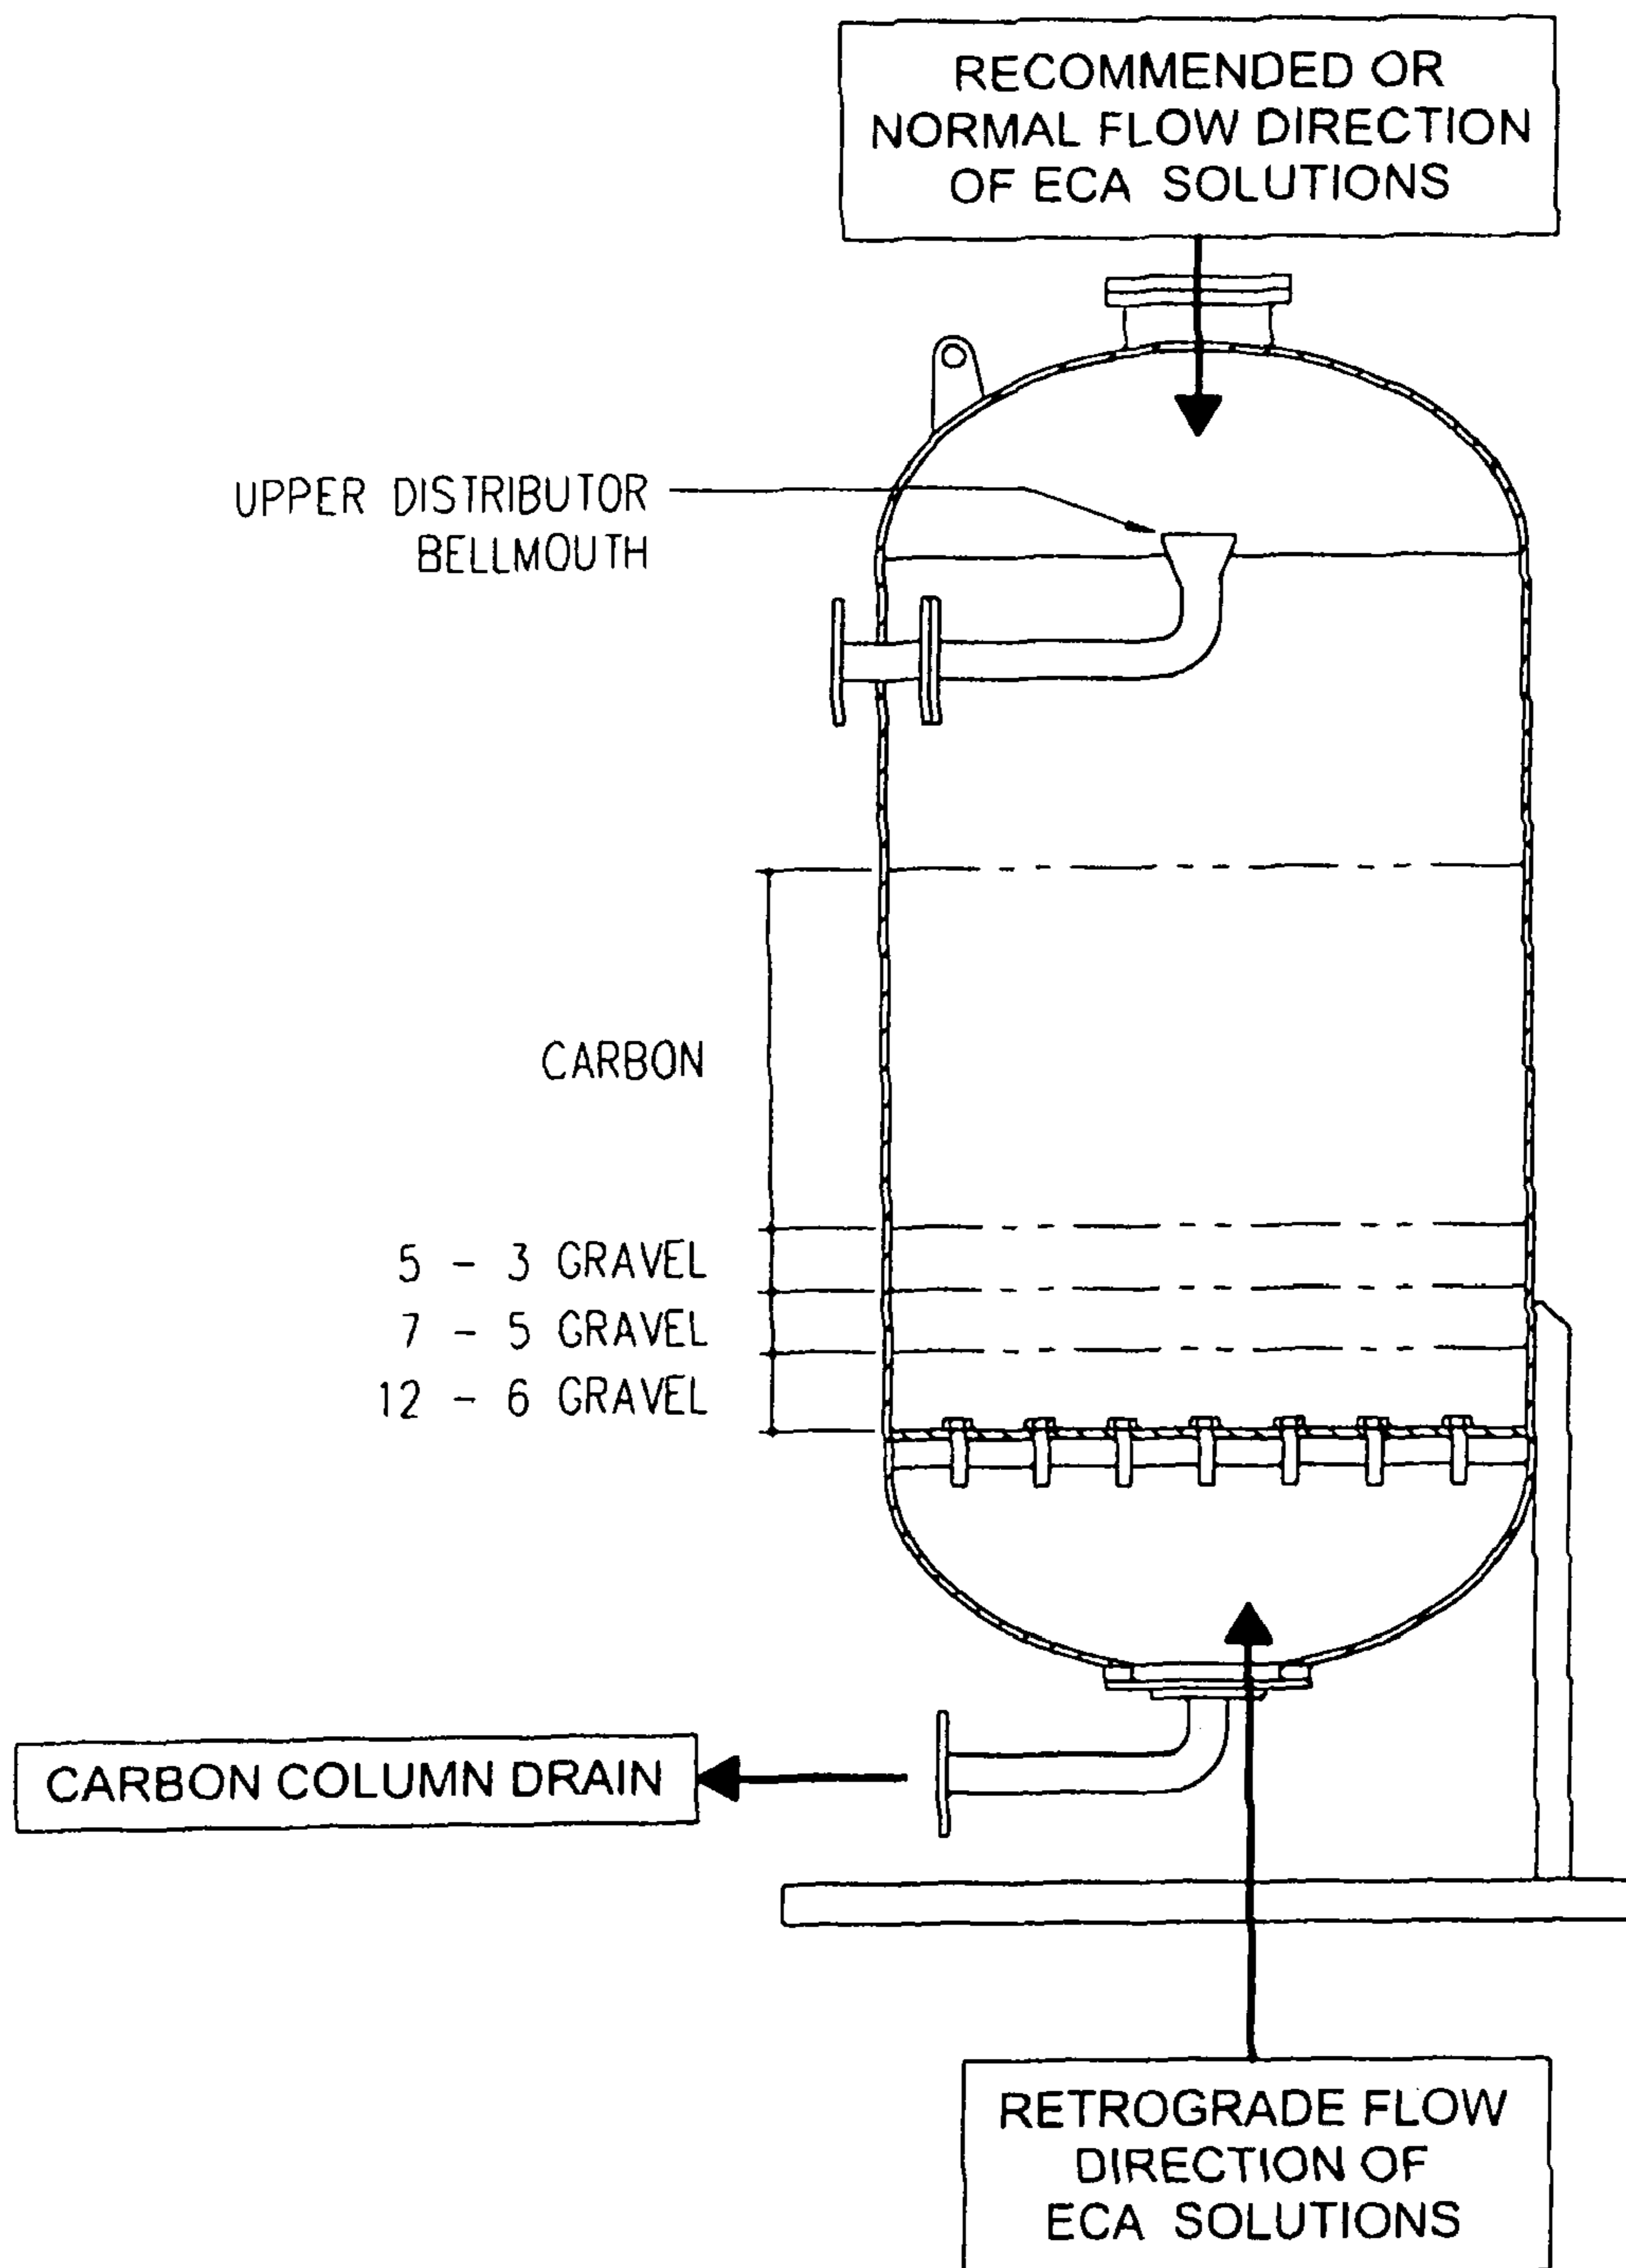 RECOMMENDED OR
NORMAL FLOW DIRECTION
OF ECA SOLUTIONS
UPPER DISTRIBUTOR
BELLMOUTH
CARBON
5 - 3 GRAVEL
7 - 5 GRAVEL
12 - 6 GRAVEL
CARBON COLUMN DRAIN
RETROGRADE FLOW
DIRECTION OF
ECA SOLUTIONS